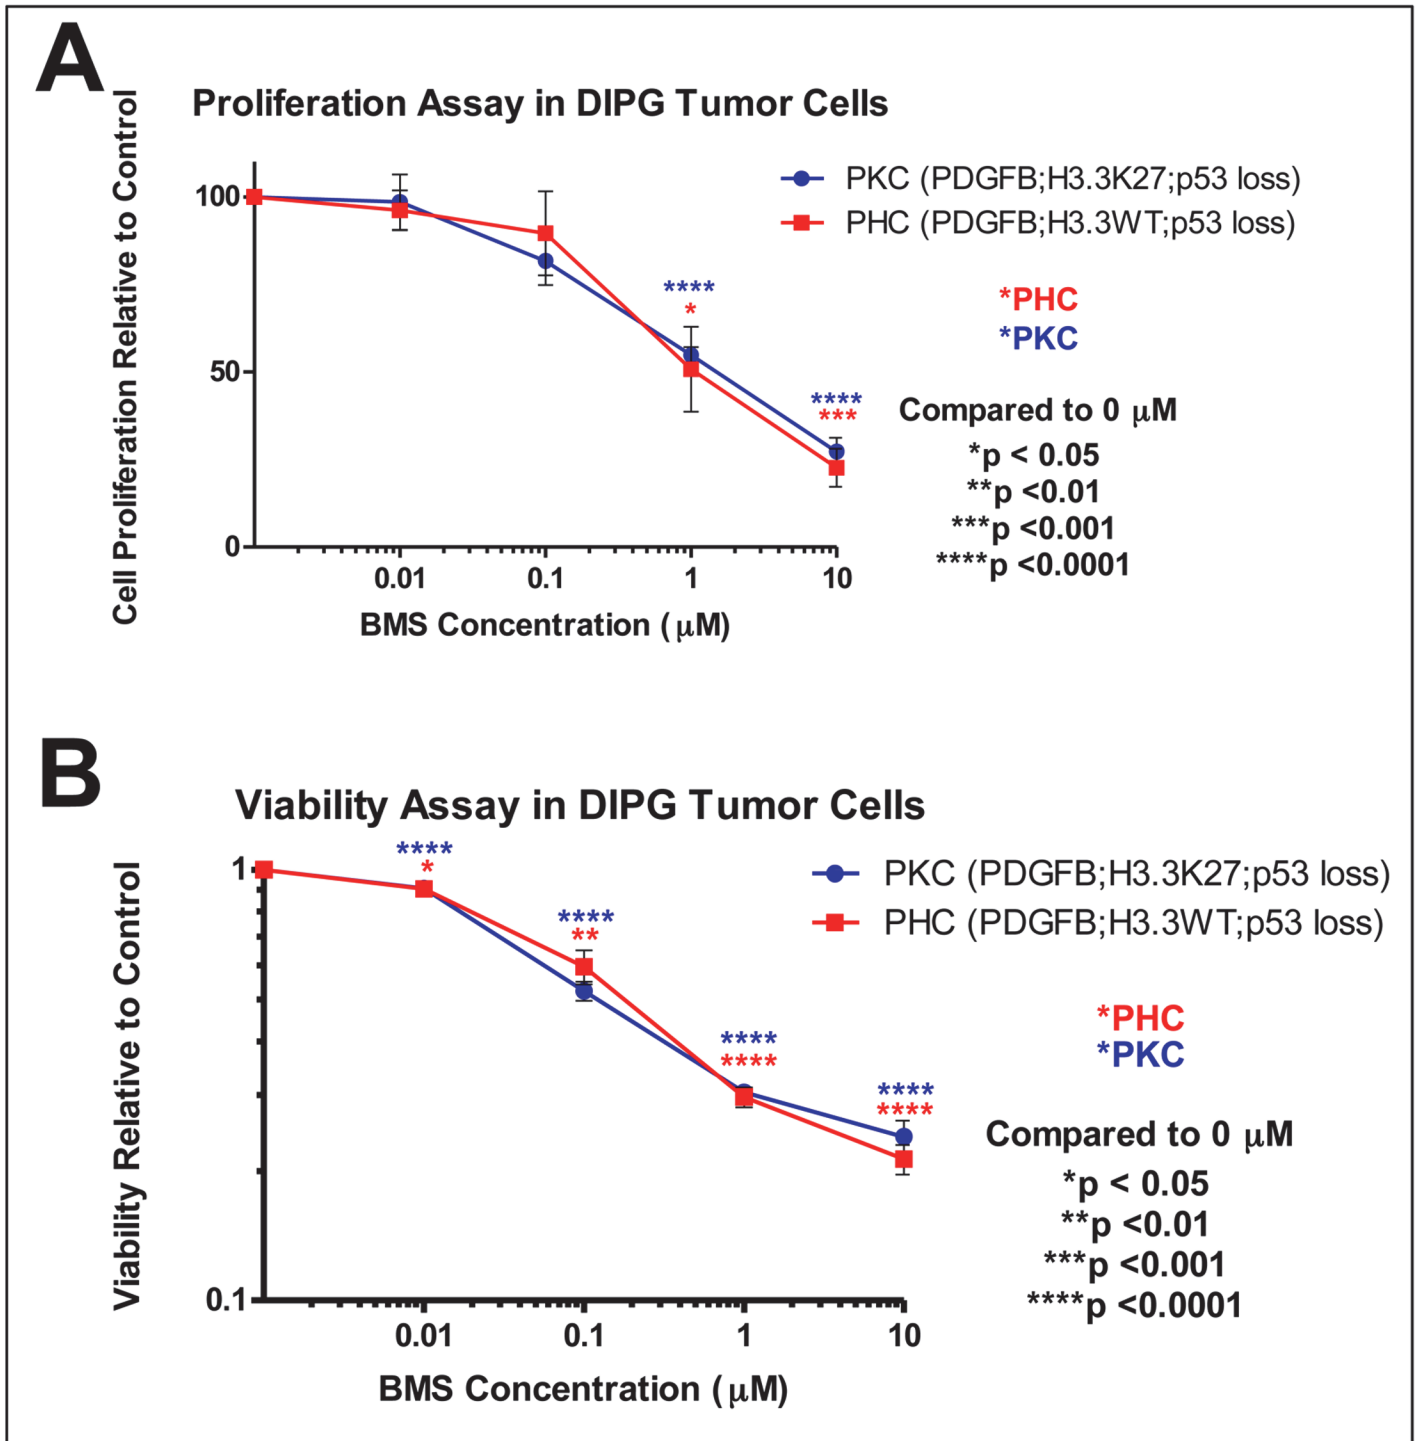 A
Proliferation Assay in DIPG Tumor Cells
Cell Proliferation Relative to Control
100
50
0
0.01 0.1 1 10
BMS Concentration (μM)
PKC (PDGFB;H3.3K27;p53 loss)
PHC (PDGFB;H3.3WT;p53 loss)
****
*
****
***
*PHC
*PKC
Compared to 0 μM
*p < 0.05
**p <0.01
***p <0.001
****p <0.0001
B
Viability Assay in DIPG Tumor Cells
Viability Relative to Control
1
0.1
0.01 0.1 1 10
BMS Concentration (μM)
PKC (PDGFB;H3.3K27;p53 loss)
PHC (PDGFB;H3.3WT;p53 loss)
****
*
****
**
****
****
****
****
*PHC
*PKC
Compared to 0 μM
*p < 0.05
**p <0.01
***p <0.001
****p <0.0001